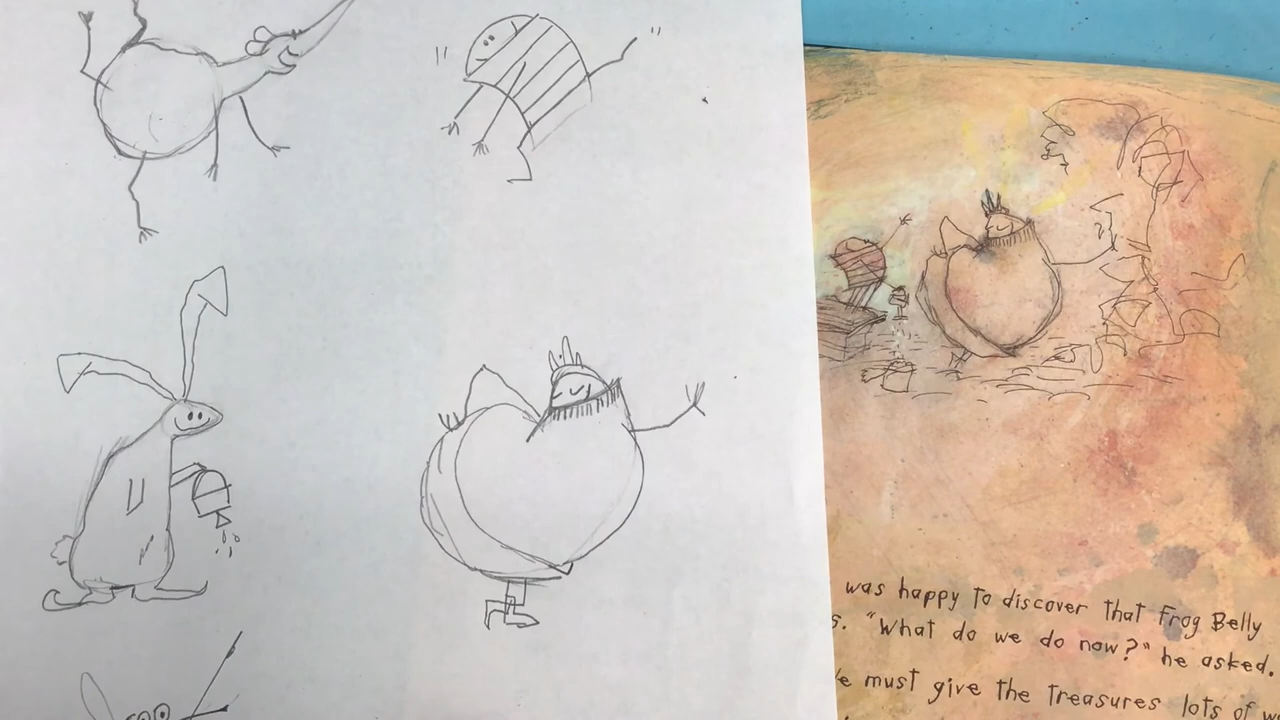 was happy to discover that Frog Belly
s. "What do we do now?" he asked.
e must give the treasures lots of w